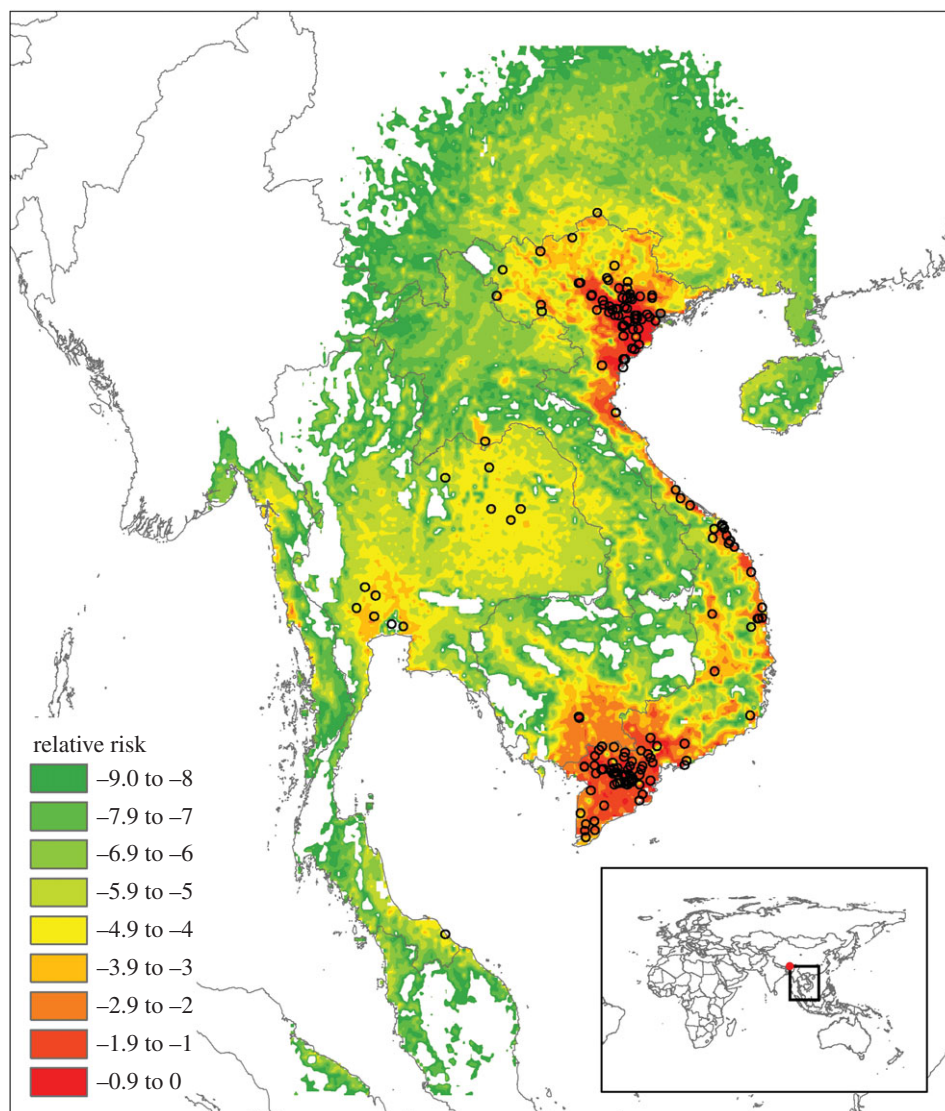 relative risk
–9.0 to –8
–7.9 to –7
–6.9 to –6
–5.9 to –5
–4.9 to –4
–3.9 to –3
–2.9 to –2
–1.9 to –1
–0.9 to 0